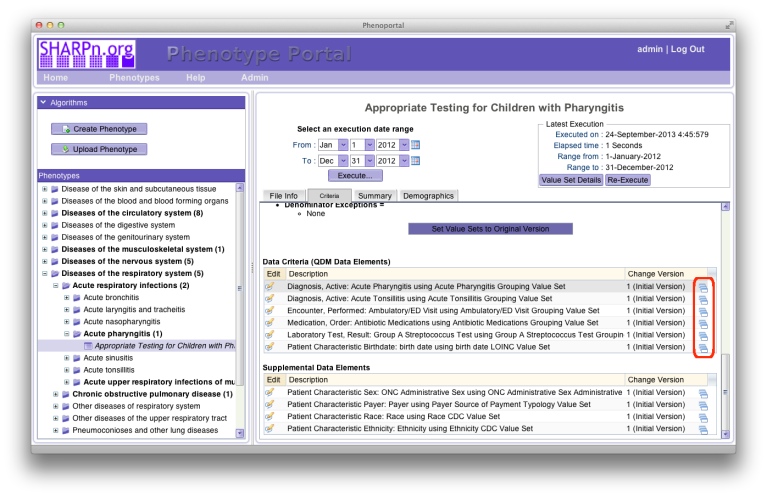 Phenoportal
SHARPn.org
Phenotype Portal
admin | Log Out
Home Phenotypes Help Admin
Algorithms
Create Phenotype
Upload Phenotype
Phenotypes
Diseases of the skin and subcutaneous tissue
Diseases of the blood and blood forming organs
Diseases of the circulatory system (8)
Diseases of the digestive system
Diseases of the genitourinary system
Diseases of the musculoskeletal system (1)
Diseases of the nervous system (5)
Diseases of the respiratory system (5)
Acute respiratory infections (2)
Acute bronchitis
Acute laryngitis and tracheitis
Acute nasopharyngitis
Acute pharyngitis (1)
Appropriate Testing for Children with Pha
Acute sinusitis
Acute tonsillitis
Acute upper respiratory infections of mu
Chronic obstructive pulmonary disease (1)
Other diseases of respiratory system
Other diseases of the upper respiratory tract
Pneumoconioses and other lung diseases
Appropriate Testing for Children with Pharyngitis
Select an execution date range
From : Jan 1 2012
To : Dec 31 2012
Execute...
Latest Execution
Executed on : 24-September-2013 4:45:579
Elapsed time : 1 Seconds
Range from : 1-January-2012
Range to : 31-December-2012
Value Set Details Re-Execute
File Info Criteria Summary Demographics
Denominator Exceptions =
None
Set Value Sets to Original Version
Data Criteria (QDM Data Elements)
Edit Description Change Version
Diagnosis, Active: Acute Pharyngitis using Acute Pharyngitis Grouping Value Set 1 (Initial Version)
Diagnosis, Active: Acute Tonsillitis using Acute Tonsillitis Grouping Value Set 1 (Initial Version)
Encounter, Performed: Ambulatory/ED Visit using Ambulatory/ED Visit Grouping Value Set 1 (Initial Version)
Medication, Order: Antibiotic Medications using Antibiotic Medications Grouping Value Set 1 (Initial Version)
Laboratory Test, Result: Group A Streptococcus Test using Group A Streptococcus Test Groupin 1 (Initial Version)
Patient Characteristic Birthdate: birth date using birth date LOINC Value Set 1 (Initial Version)
Supplemental Data Elements
Edit Description Change Version
Patient Characteristic Sex: ONC Administrative Sex using ONC Administrative Sex Administrative 1 (Initial Version)
Patient Characteristic Payer: Payer using Payer Source of Payment Typology Value Set 1 (Initial Version)
Patient Characteristic Race: Race using Race CDC Value Set 1 (Initial Version)
Patient Characteristic Ethnicity: Ethnicity using Ethnicity CDC Value Set 1 (Initial Version)